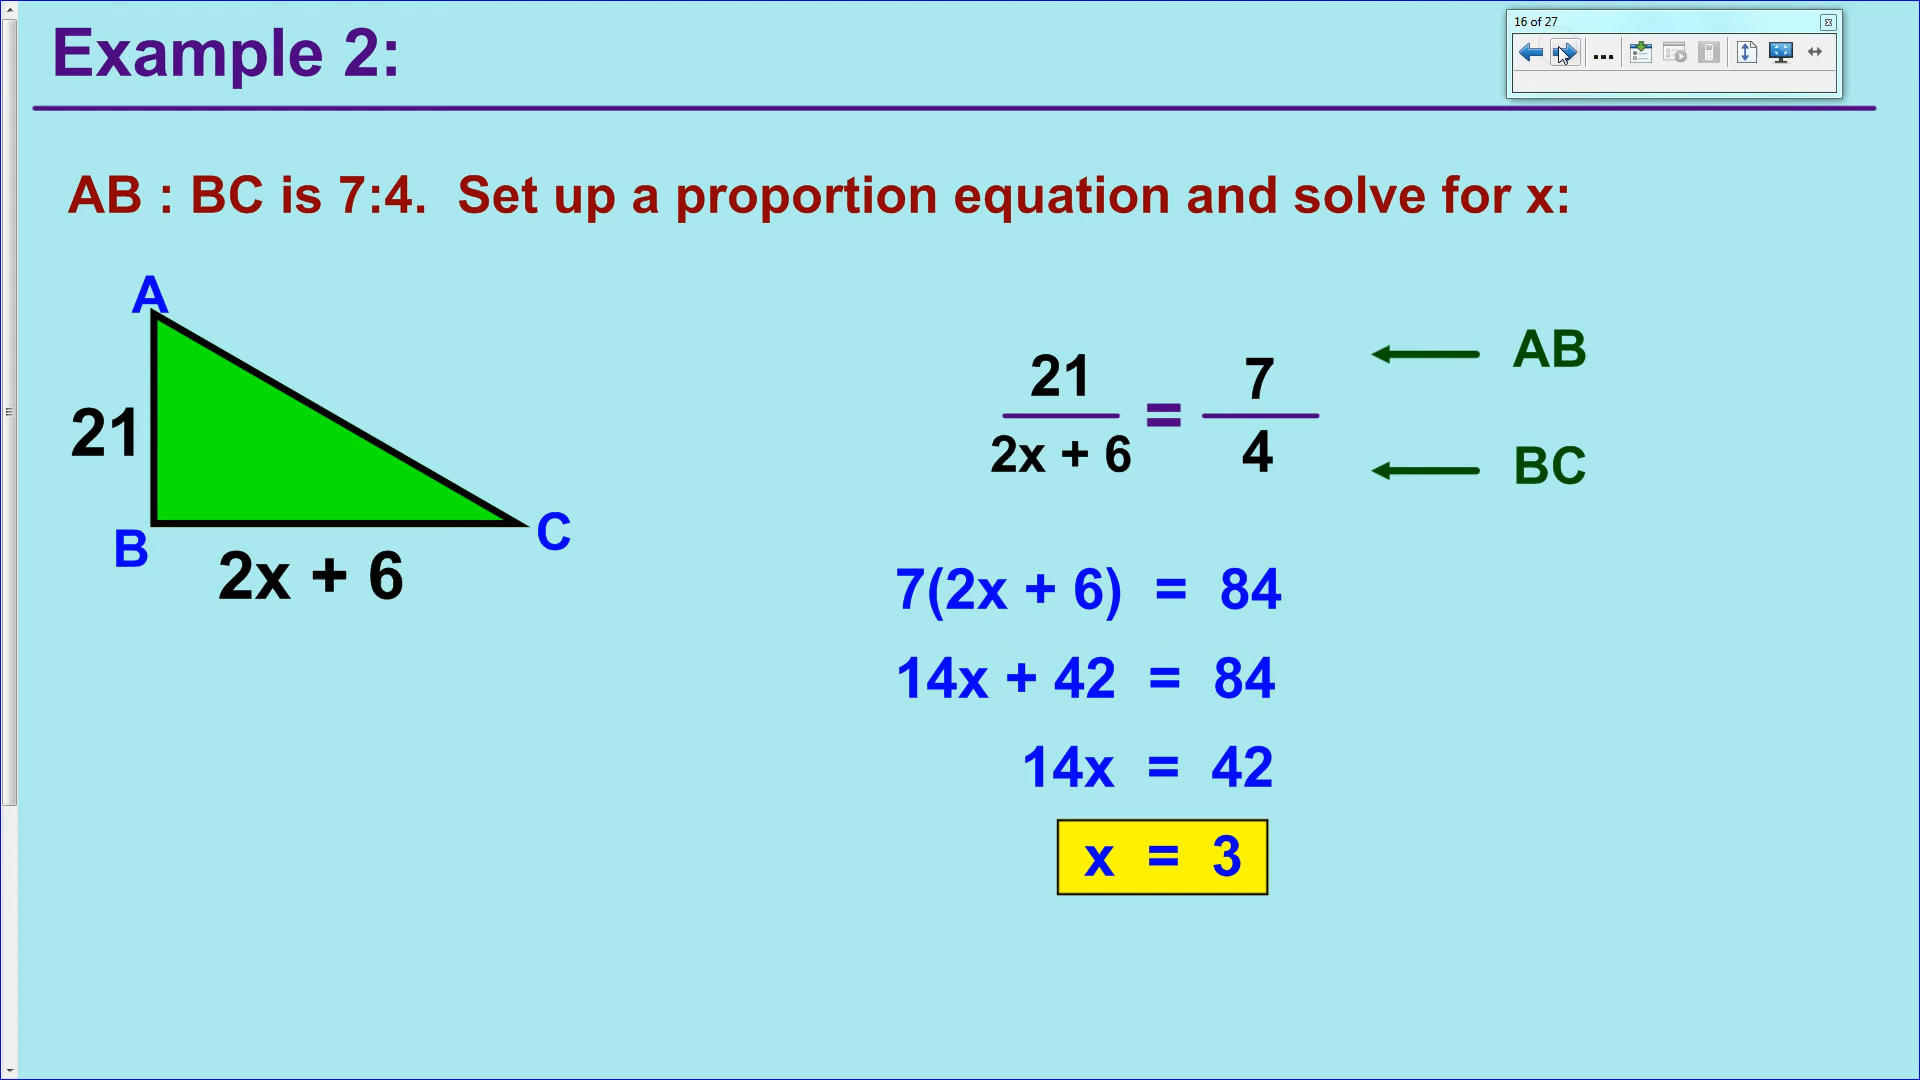 Example 2:
16 of 27
AB : BC is 7:4. Set up a proportion equation and solve for x:
A
21
B
C
2x + 6
21
2x + 6
=
7
4
AB
BC
7(2x + 6) = 84
14x + 42 = 84
14x = 42
x = 3